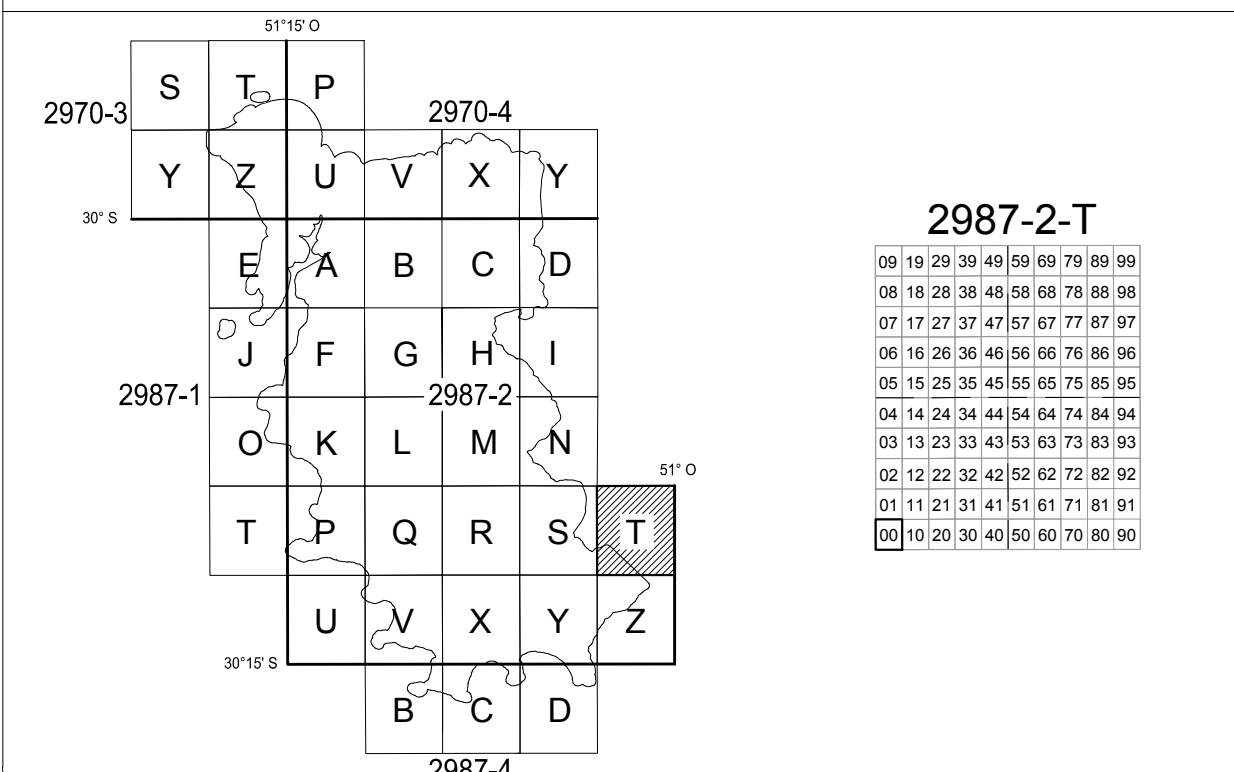 51°15' O
S T P
2970-3
2970-4
Y Z U V X Y
30° S
E A B C D
J F G H I
2987-1
2987-2
O K L M N
51° O
T P Q R S T
U V X Y Z
30°15' S
B C D
2987-4
2987-2-T
09 19 29 39 49 59 69 79 89 99
08 18 28 38 48 58 68 78 88 98
07 17 27 37 47 57 67 77 87 97
06 16 26 36 46 56 66 76 86 96
05 15 25 35 45 55 65 75 85 95
04 14 24 34 44 54 64 74 84 94
03 13 23 33 43 53 63 73 83 93
02 12 22 32 42 52 62 72 82 92
01 11 21 31 41 51 61 71 81 91
00 10 20 30 40 50 60 70 80 90